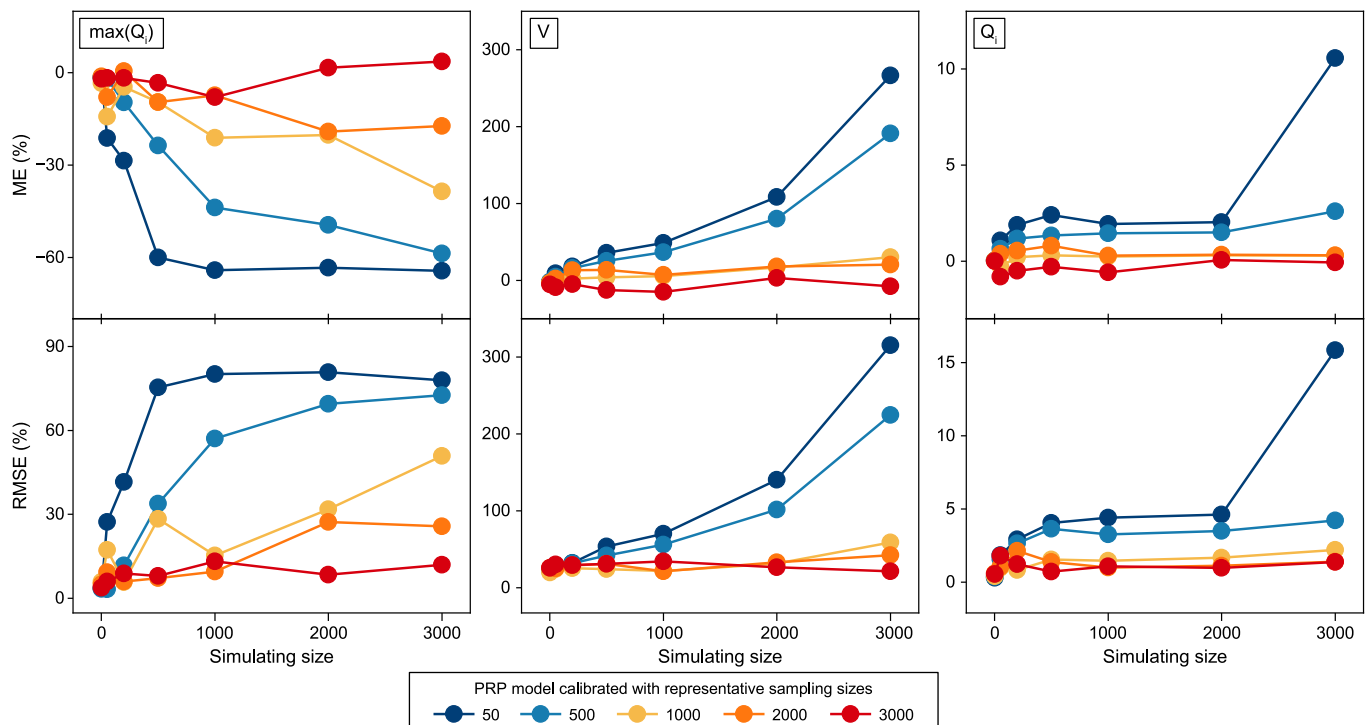 max(Qi)
V
Qi
ME (%)
0
−30
−60
300
200
100
0
10
5
0
RMSE (%)
90
60
30
0
300
200
100
0
15
10
5
0
0 1000 2000 3000
0 1000 2000 3000
0 1000 2000 3000
Simulating size
Simulating size
Simulating size
PRP model calibrated with representative sampling sizes
50 500 1000 2000 3000